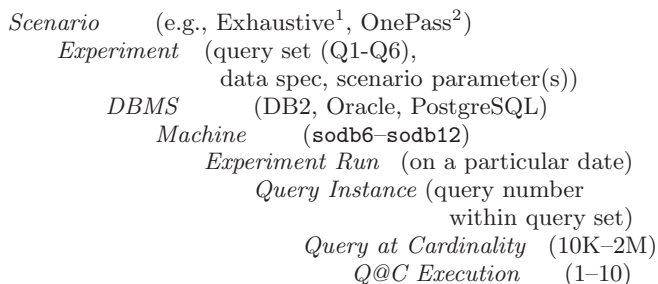 Scenario (e.g., Exhaustive¹, OnePass²)
Experiment (query set (Q1-Q6),
data spec, scenario parameter(s))
DBMS (DB2, Oracle, PostgreSQL)
Machine (sodb6–sodb12)
Experiment Run (on a particular date)
Query Instance (query number
within query set)
Query at Cardinality (10K–2M)
Q@C Execution (1–10)